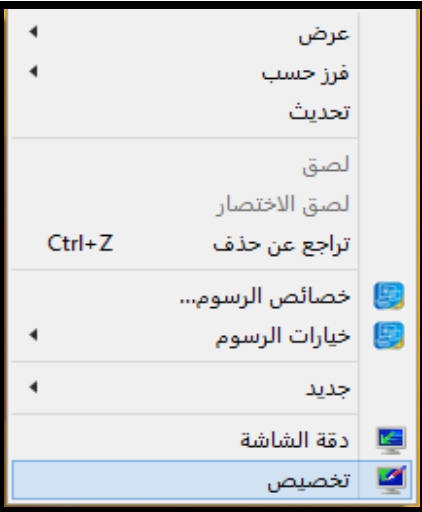 عرض
فرز حسب
تحديث
لصق
لصق الاختصار
تراجع عن حذف Ctrl+Z
خصائص الرسوم...
خيارات الرسوم
جديد
دقة الشاشة
تخصيص